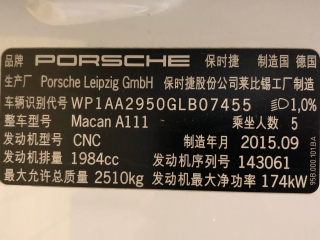 品牌 PORSCHE 保时捷 制造国 德国
生产厂 Porsche Leipzig GmbH 保时捷股份公司莱比锡工厂制造
车辆识别代号 WP1AA2950GLB07455 1,0%
整车型号 Macan A111 乘坐人数 5
发动机型号 CNC 制造年月 2015.09
发动机排量 1984cc 发动机序列号 143061
最大允许总质量 2510kg 发动机最大净功率 174kW
95B.000.101.BA